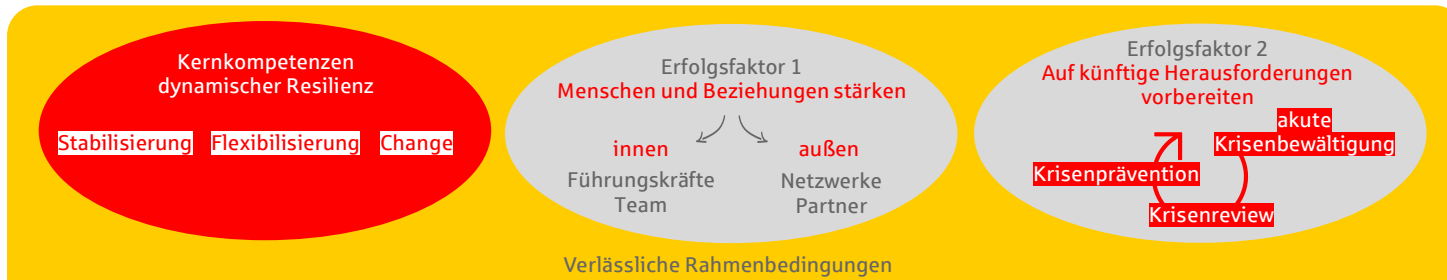 Kernkompetenzen
dynamischer Resilienz
Stabilisierung Flexibilisierung Change
Erfolgsfaktor 1
Menschen und Beziehungen stärken
innen
Führungskräfte
Team
außen
Netzwerke
Partner
Erfolgsfaktor 2
Auf künftige Herausforderungen
vorbereiten
akute
Krisenbewältigung
Krisenprävention
Krisenreview
Verlässliche Rahmenbedingungen